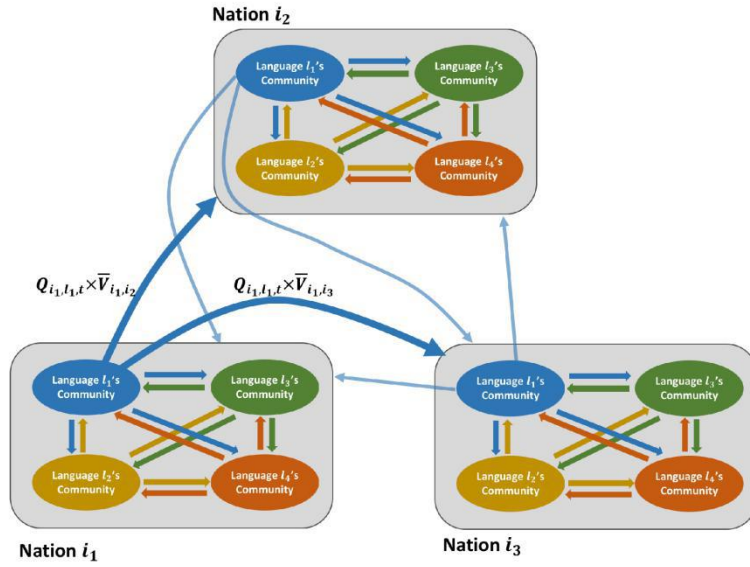 Nation i₂
Language l₁'s
Community
Language l₃'s
Community
Language l₂'s
Community
Language l₄'s
Community
Q_{i₁,l₁,t}×V̅_{i₁,i₂}
Q_{i₁,l₁,t}×V̅_{i₁,i₃}
Language l₁'s
Community
Language l₃'s
Community
Language l₂'s
Community
Language l₄'s
Community
Nation i₁
Language l₁'s
Community
Language l₃'s
Community
Language l₂'s
Community
Language l₄'s
Community
Nation i₃